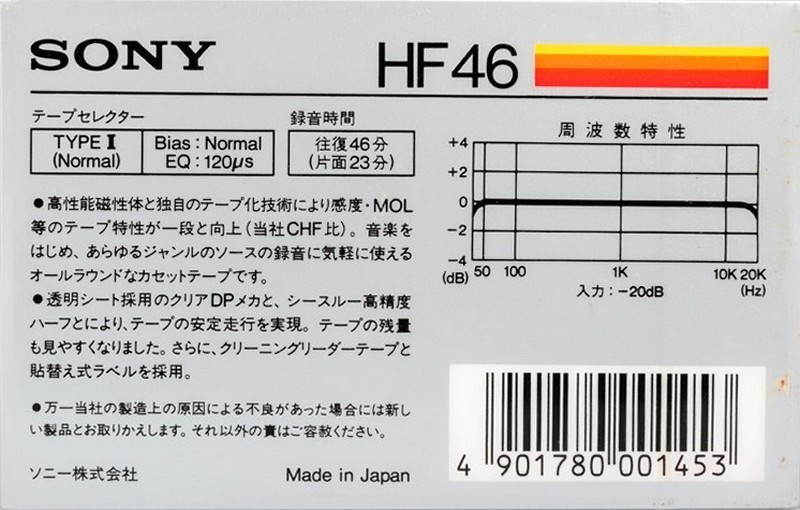 SONY
HF46
テープセレクター
録音時間
TYPE I
(Normal)
Bias : Normal
EQ : 120μs
往復46分
(片面23分)
●高性能磁性体と独自のテープ化技術により感度・MOL
等のテープ特性が一段と向上(当社CHF比)。音楽を
はじめ、あらゆるジャンルのソースの録音に気軽に使える
オールラウンドなカセットテープです。
●透明シート採用のクリアDPメカと、シースルー高精度
ハーフとにより、テープの安定走行を実現。テープの残量
も見やすくなりました。さらに、クリーニングリーダーテープと
貼替え式ラベルを採用。
●万一当社の製造上の原因による不良があった場合には新し
い製品とお取りかえします。それ以外の責はご容赦ください。
ソニー株式会社
Made in Japan
周波数特性
+4
+2
0
−2
−4
(dB) 50 100 1K 10K 20K
入力 : −20dB (Hz)
4 901780 001453